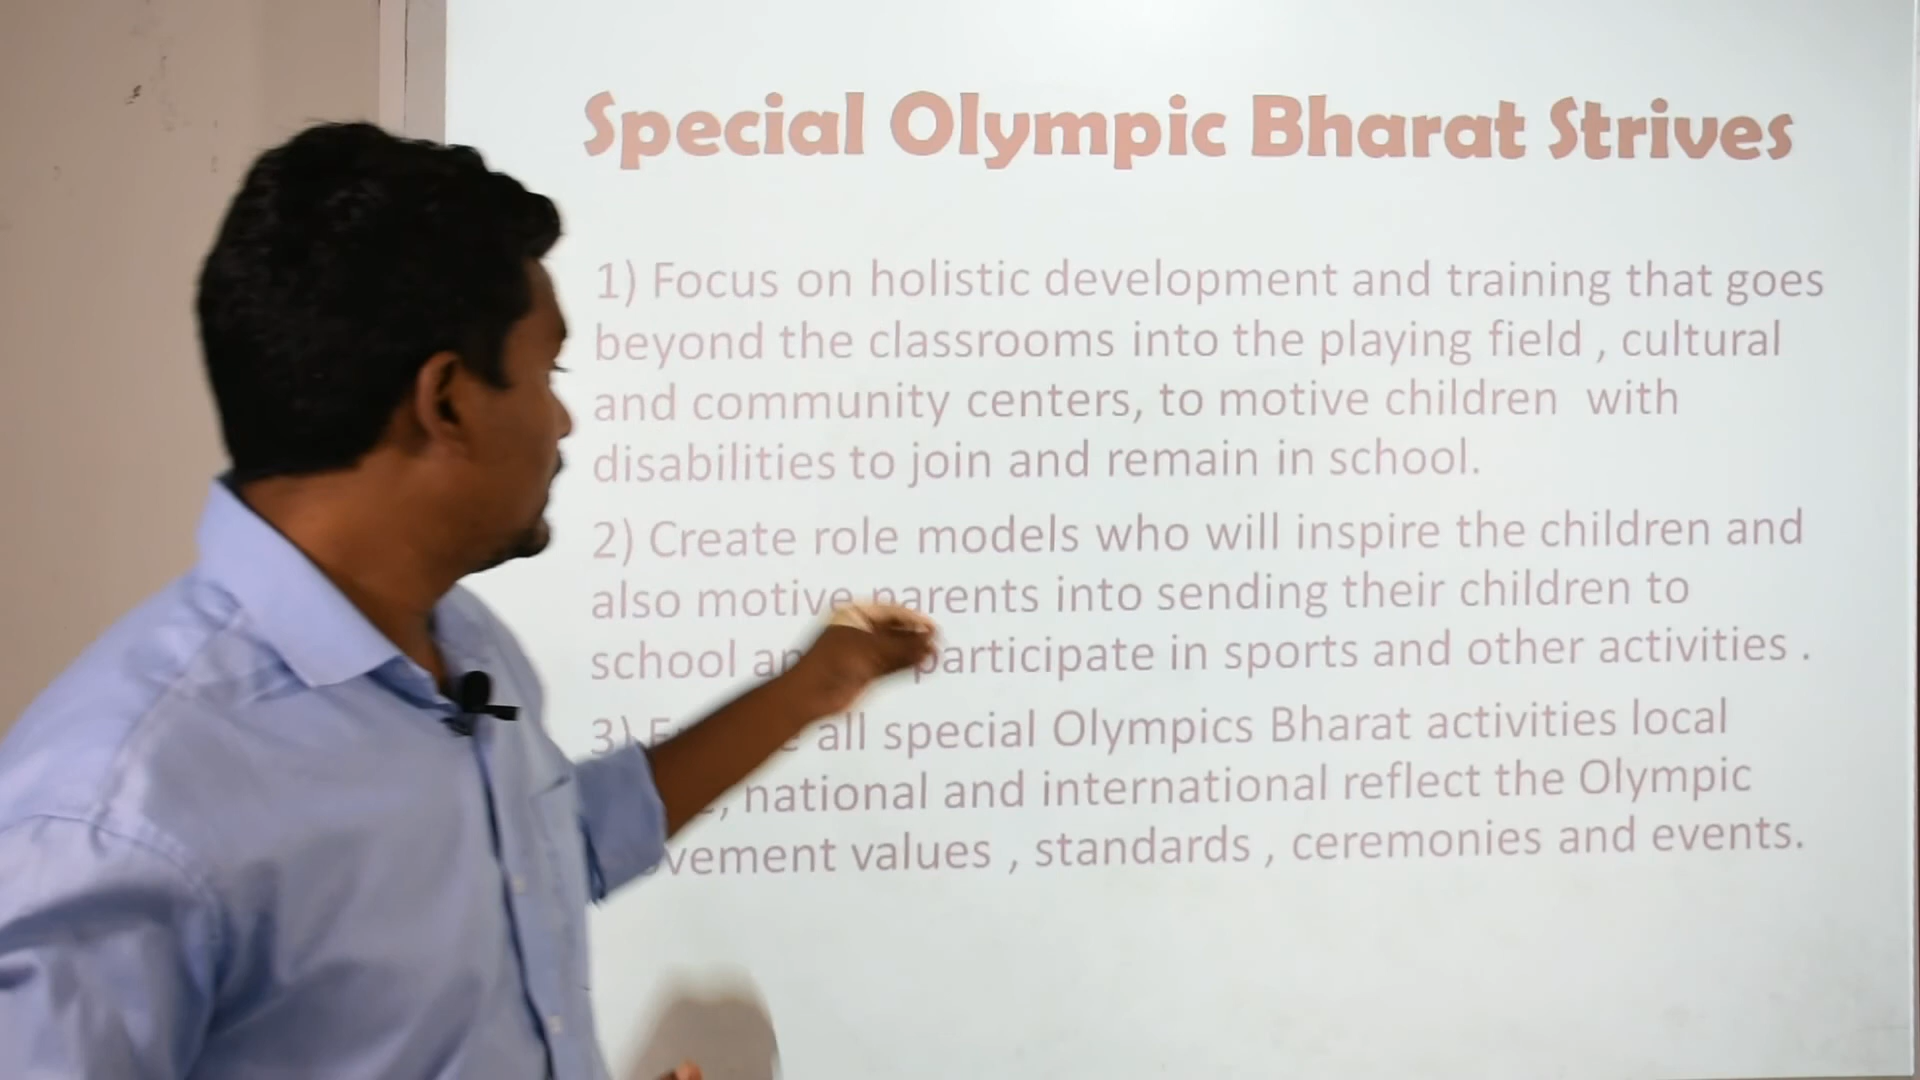 Special Olympic Bharat Strives
1) Focus on holistic development and training that goes
beyond the classrooms into the playing field , cultural
and community centers, to motive children with
disabilities to join and remain in school.
2) Create role models who will inspire the children and
also motive parents into sending their children to
school participate in sports and other activities .
3) all special Olympics Bharat activities local
, national and international reflect the Olympic
values , standards , ceremonies and events.